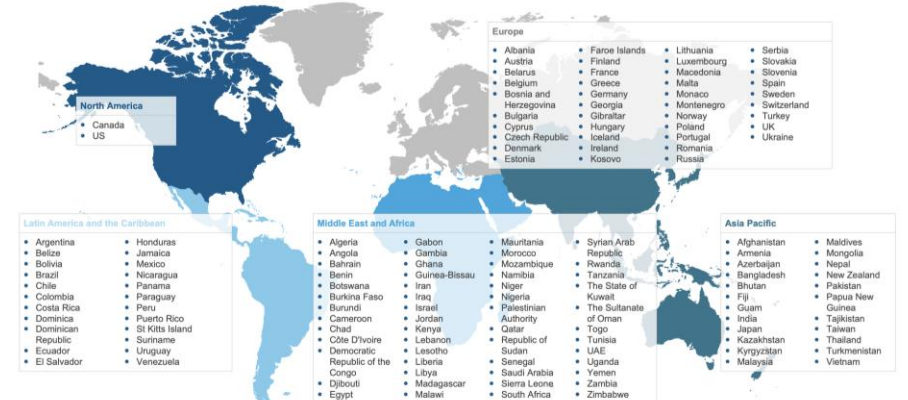 Europe
Albania
Austria
Belarus
Belgium
Bosnia and
Herzegovina
Bulgaria
Cyprus
Czech Republic
Denmark
Estonia
Faroe Islands
Finland
France
Greece
Germany
Georgia
Gibraltar
Hungary
Iceland
Ireland
Kosovo
Lithuania
Luxembourg
Macedonia
Malta
Monaco
Montenegro
Norway
Poland
Portugal
Romania
Russia
Serbia
Slovakia
Slovenia
Spain
Sweden
Switzerland
Turkey
UK
Ukraine
North America
Canada
US
Latin America and the Caribbean
Argentina
Belize
Bolivia
Brazil
Chile
Colombia
Costa Rica
Dominica
Dominican
Republic
Ecuador
El Salvador
Honduras
Jamaica
Mexico
Nicaragua
Panama
Paraguay
Peru
Puerto Rico
St Kitts Island
Suriname
Uruguay
Venezuela
Middle East and Africa
Algeria
Angola
Bahrain
Benin
Botswana
Burkina Faso
Burundi
Cameroon
Chad
Côte D'Ivoire
Democratic
Republic of the
Congo
Djibouti
Egypt
Gabon
Gambia
Ghana
Guinea-Bissau
Iran
Iraq
Israel
Jordan
Kenya
Lebanon
Lesotho
Liberia
Libya
Madagascar
Malawi
Mauritania
Morocco
Mozambique
Namibia
Niger
Nigeria
Palestinian
Authority
Qatar
Republic of
Sudan
Senegal
Saudi Arabia
Sierra Leone
South Africa
Syrian Arab
Republic
Rwanda
Tanzania
The State of
Kuwait
The Sultanate
of Oman
Togo
Tunisia
UAE
Uganda
Yemen
Zambia
Zimbabwe
Asia Pacific
Afghanistan
Armenia
Azerbaijan
Bangladesh
Bhutan
Fiji
Guam
India
Japan
Kazakhstan
Kyrgyzstan
Malaysia
Maldives
Mongolia
Nepal
New Zealand
Pakistan
Papua New
Guinea
Tajikistan
Taiwan
Thailand
Turkmenistan
Vietnam